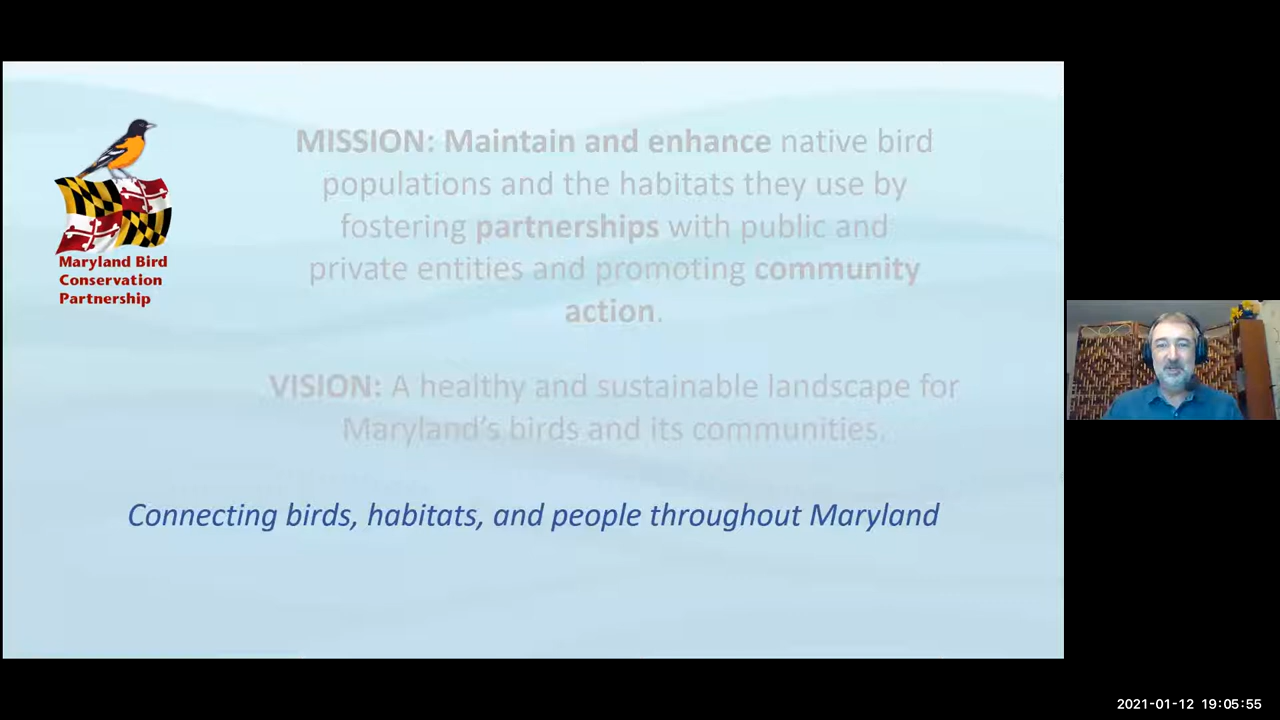 MISSION: Maintain and enhance native bird
populations and the habitats they use by
fostering partnerships with public and
private entities and promoting community
action.
Maryland Bird
Conservation
Partnership
VISION: A healthy and sustainable landscape for
Maryland's birds and its communities.
Connecting birds, habitats, and people throughout Maryland
2021-01-12 19:05:55